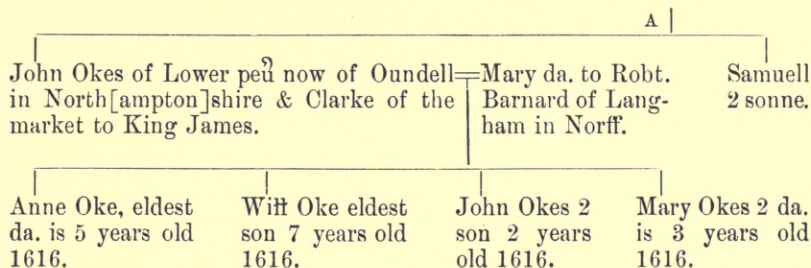 A
John Okes of Lower peũ now of Oundell=Mary da. to Robt. Samuell
in North[ampton]shire & Clarke of the Barnard of Lang- 2 sonne.
market to King James. ham in Norff.
Anne Oke, eldest Witt Oke eldest John Okes 2 Mary Okes 2 da.
da. is 5 years old son 7 years old son 2 years is 3 years old
1616. 1616. old 1616. 1616.